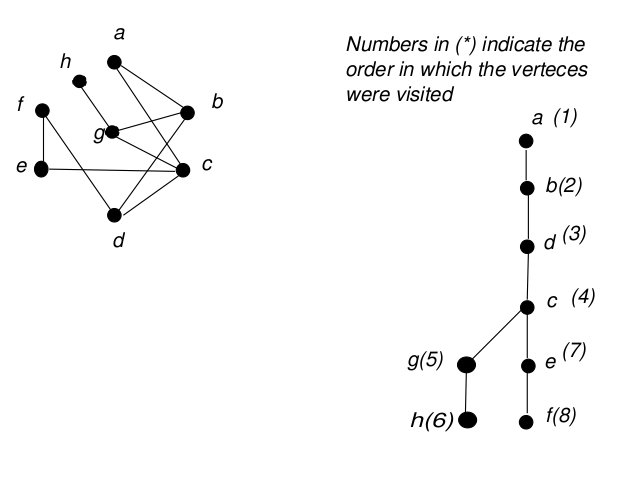 a
h
b
f
g
e
c
d
Numbers in (*) indicate the
order in which the verteces
were visited
a (1)
b(2)
d (3)
c (4)
g(5)
e (7)
h(6)
f(8)